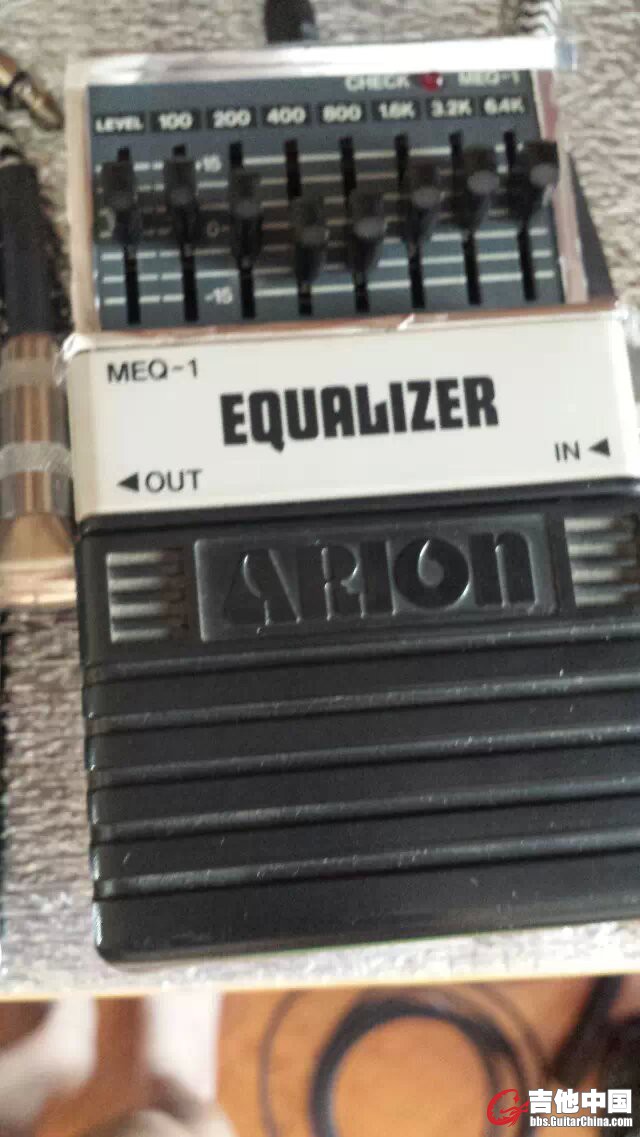 CHECK MEQ-1
LEVEL 100 200 400 800 1.6K 3.2K 6.4K
+15
0
-15
MEQ-1
EQUALIZER
IN ◀
◀ OUT
ARION
吉他中国
bbs.GuitarChina.com